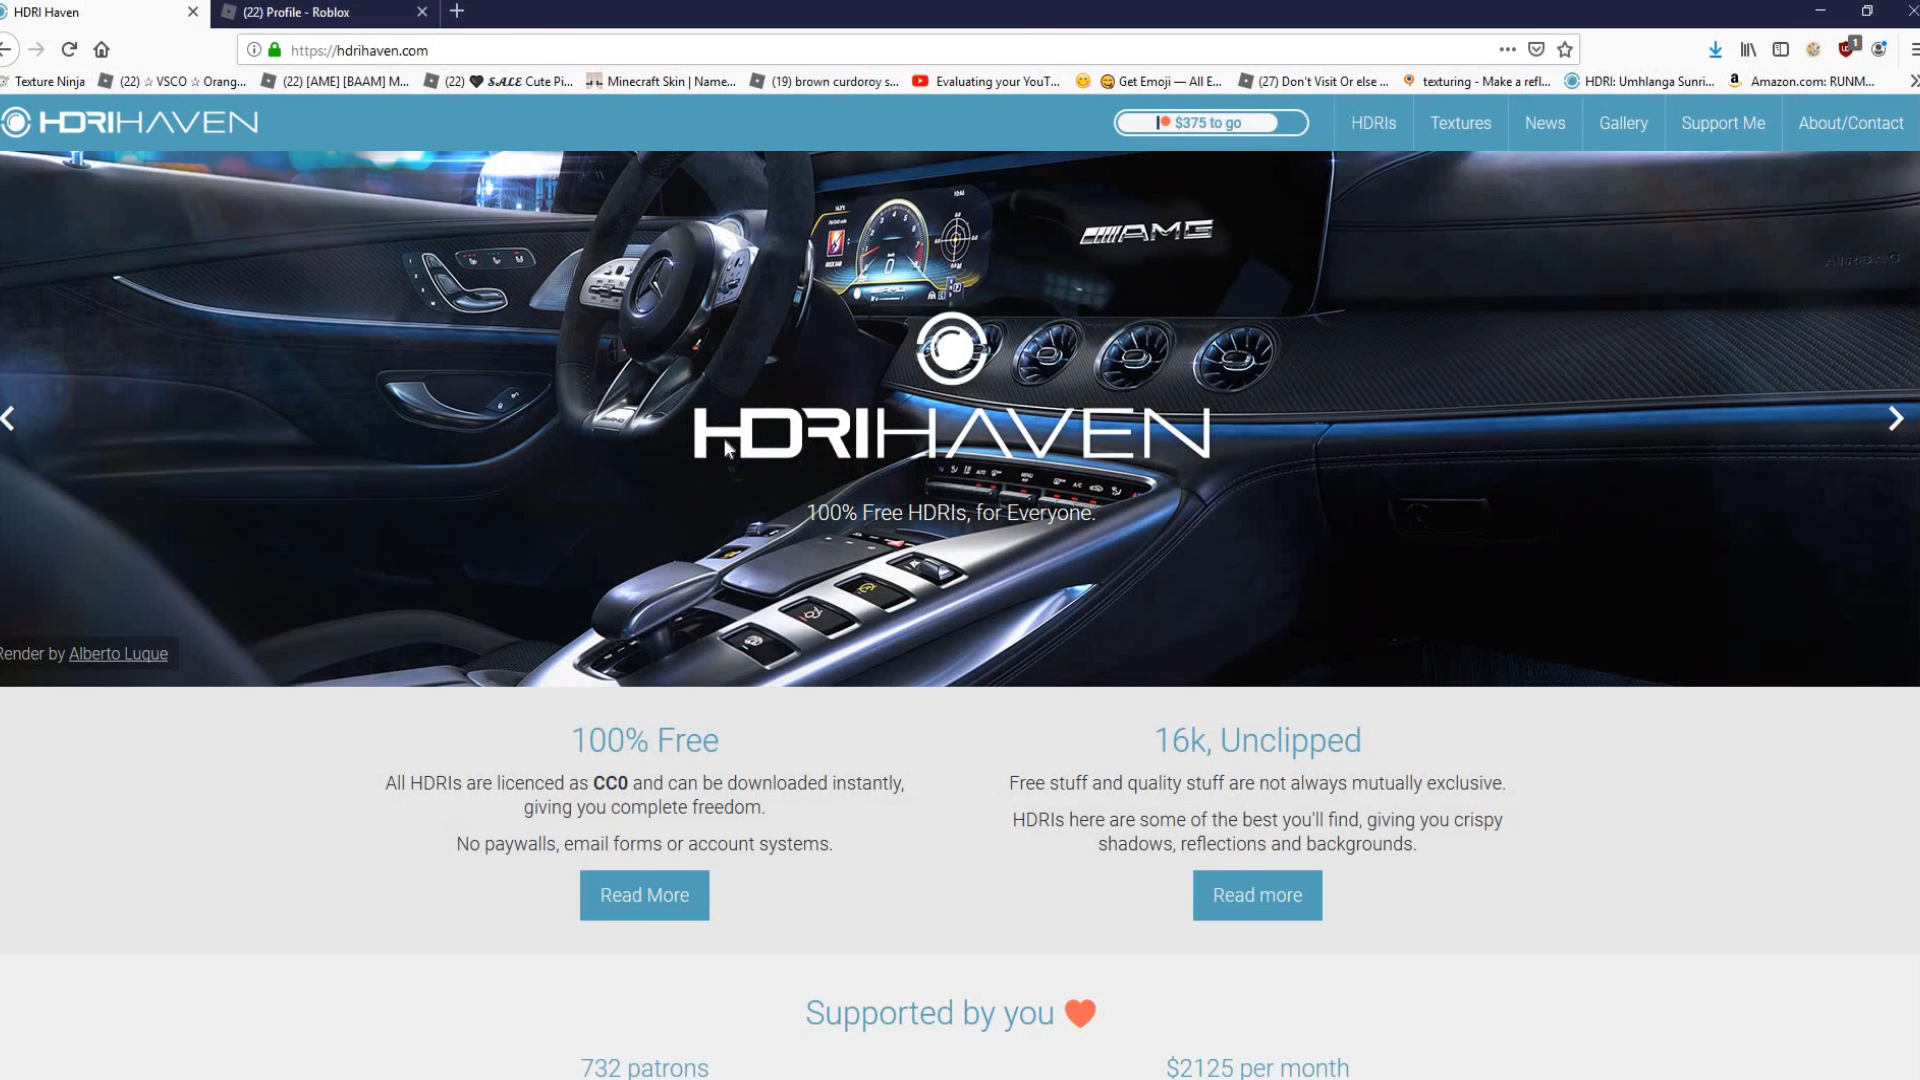 HDRI Haven
(22) Profile - Roblox
https://hdrihaven.com
1
Texture Ninja
(22) ☆ VSCO ☆ Orang...
(22) [AME] [BAAM] M...
(22) 🖤 𝓢𝓐𝓛𝓔 Cute Pi...
Minecraft Skin | Name...
(19) brown curdoroy s...
Evaluating your YouT...
Get Emoji — All E...
(27) Don't Visit Or else ...
texturing - Make a refl...
HDRI: Umhlanga Sunri...
Amazon.com: RUNM...
HDRIHAVEN
$375 to go
HDRIs
Textures
News
Gallery
Support Me
About/Contact
AMG
AIRBAG
HDRIHAVEN
100% Free HDRIs, for Everyone.
Render by Alberto Luque
100% Free
All HDRIs are licenced as CC0 and can be downloaded instantly,
giving you complete freedom.
No paywalls, email forms or account systems.
Read More
16k, Unclipped
Free stuff and quality stuff are not always mutually exclusive.
HDRIs here are some of the best you'll find, giving you crispy
shadows, reflections and backgrounds.
Read more
Supported by you ❤
732 patrons
$2125 per month